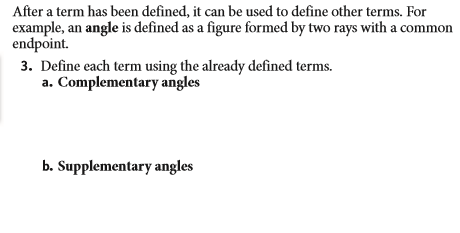 After a term has been defined, it can be used to define other terms. For
example, an angle is defined as a figure formed by two rays with a common
endpoint.
3. Define each term using the already defined terms.
a. Complementary angles
b. Supplementary angles